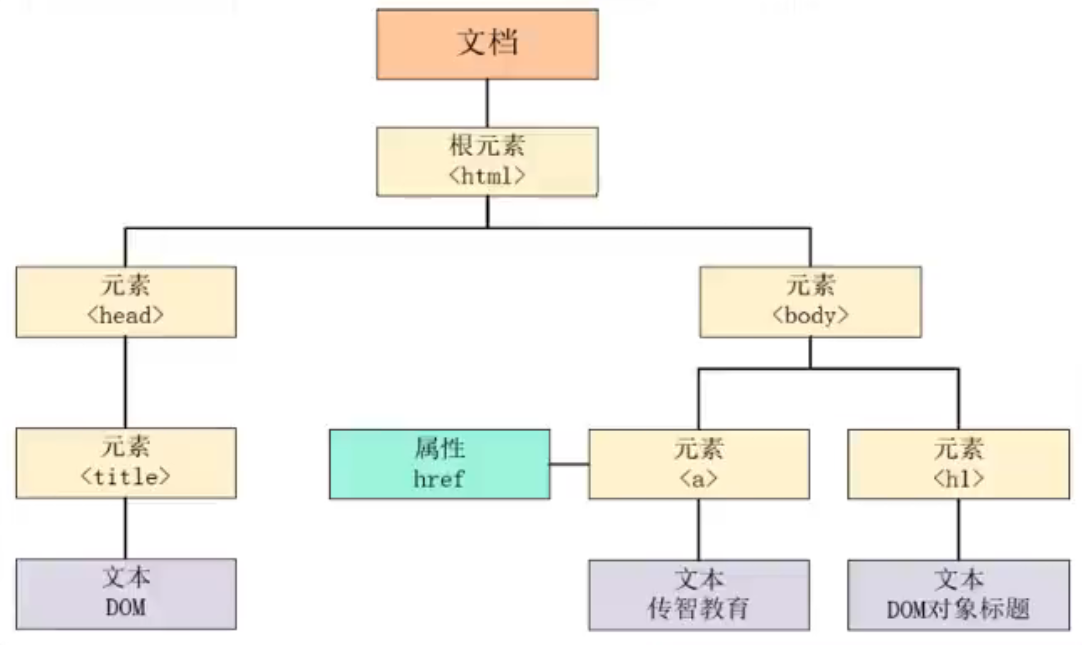 文档
根元素
<html>
元素
<head>
元素
<body>
元素
<title>
属性
href
元素
<a>
元素
<h1>
文本
DOM
文本
传智教育
文本
DOM对象标题